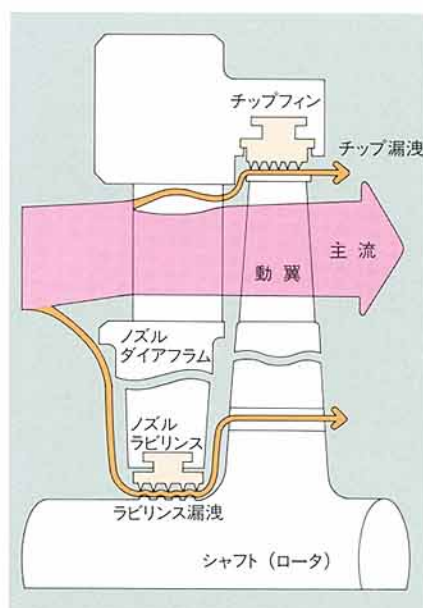 チップフィン
チップ漏洩
主流
動翼
ノズル
ダイアフラム
ノズル
ラビリンス
ラビリンス漏洩
シャフト（ロータ）